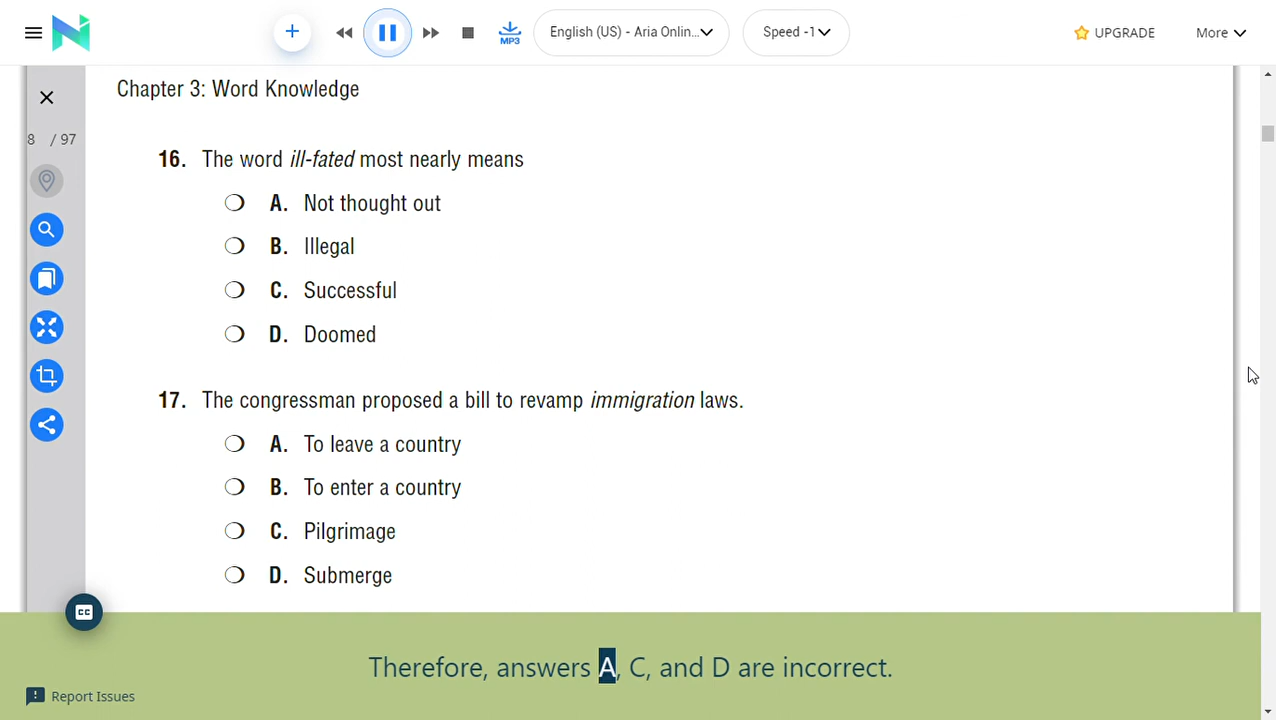 English (US) - Aria Onlin...
Speed -1
UPGRADE
More
MP3
Chapter 3: Word Knowledge
8 / 97
16. The word ill-fated most nearly means
A. Not thought out
B. Illegal
C. Successful
D. Doomed
17. The congressman proposed a bill to revamp immigration laws.
A. To leave a country
B. To enter a country
C. Pilgrimage
D. Submerge
CC
Therefore, answers A, C, and D are incorrect.
Report Issues